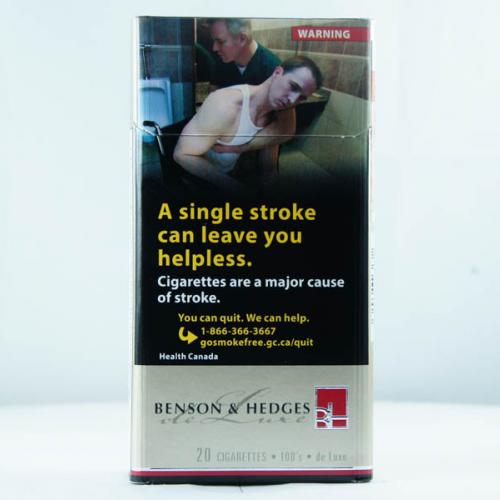 WARNING
A single stroke
can leave you
helpless.
Cigarettes are a major cause
of stroke.
You can quit. We can help.
1-866-366-3667
gosmokefree.gc.ca/quit
Health Canada
BENSON & HEDGES
de Luxe
20 CIGARETTES • 100's • de Luxe